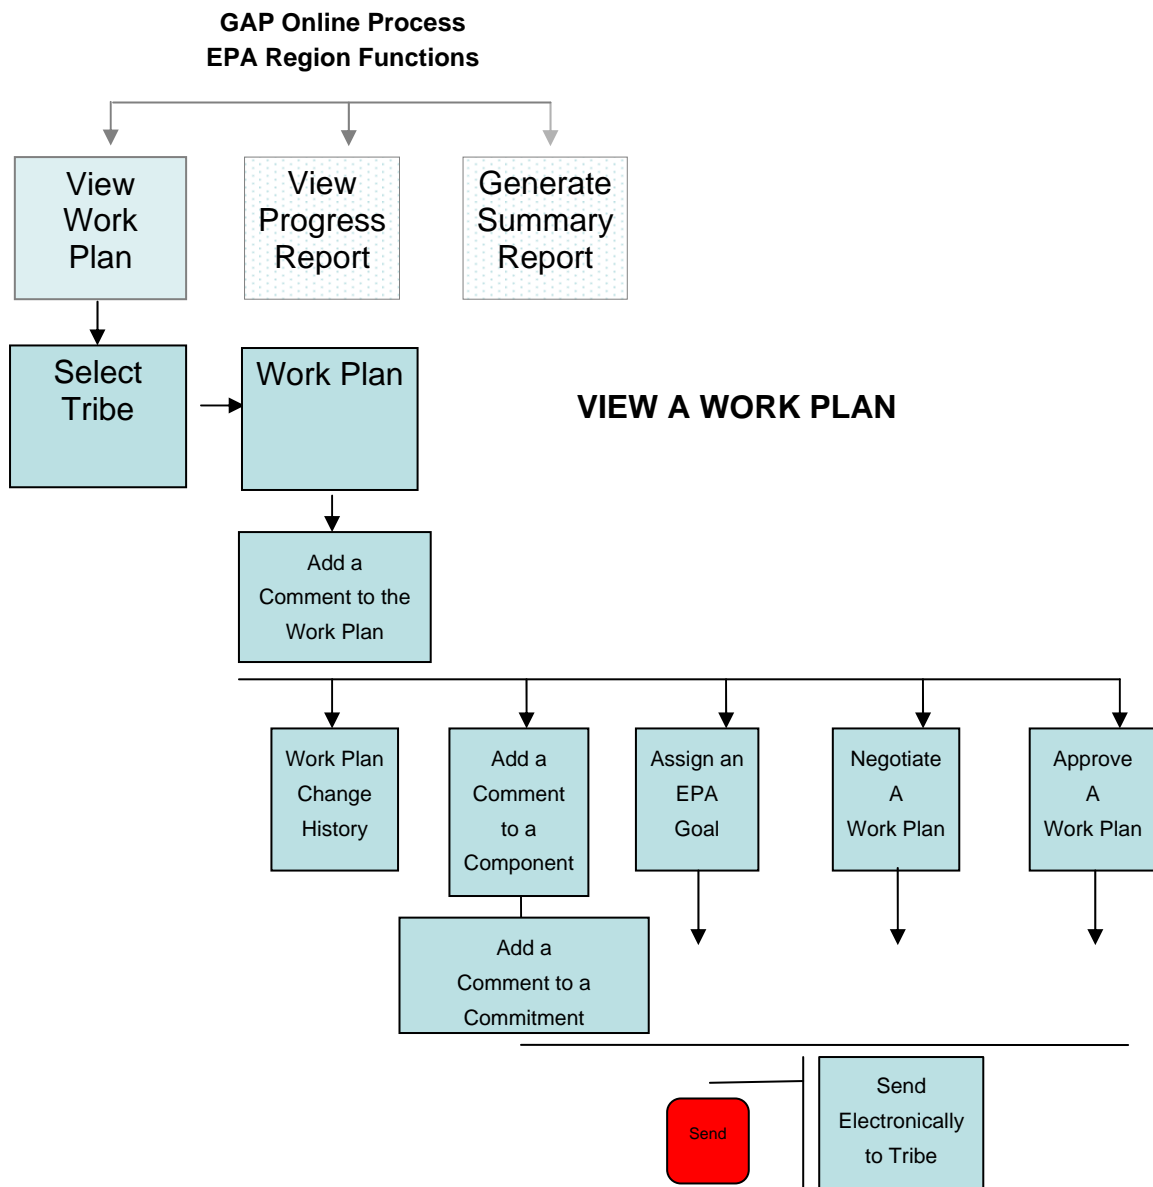 GAP Online Process
EPA Region Functions
View
Work
Plan
View
Progress
Report
Generate
Summary
Report
Select
Tribe
Work Plan
VIEW A WORK PLAN
Add a
Comment to the
Work Plan
Work Plan
Change
History
Add a
Comment
to a
Component
Assign an
EPA
Goal
Negotiate
A
Work Plan
Approve
A
Work Plan
Add a
Comment to a
Commitment
Send
Send
Electronically
to Tribe